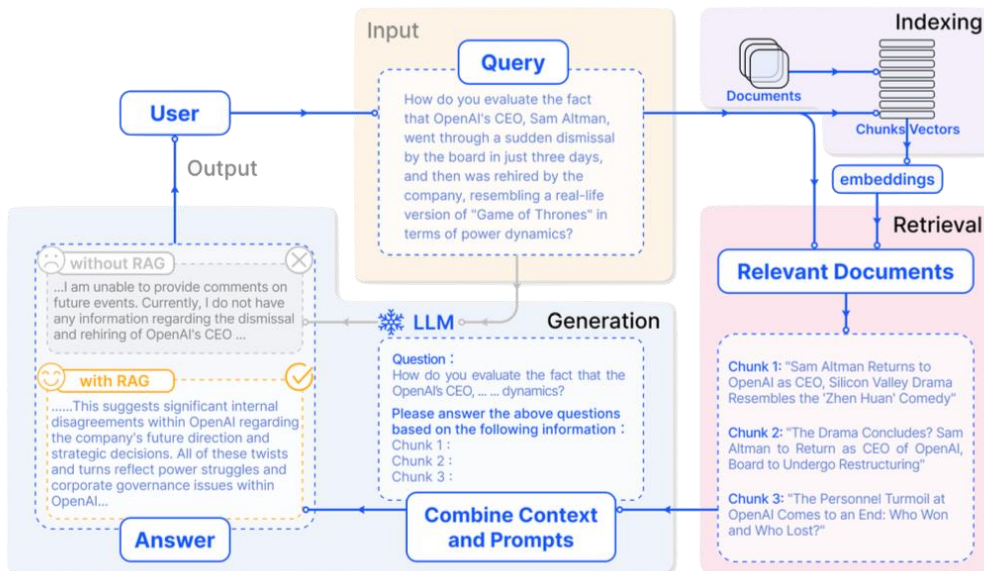 Input
Indexing
Query
How do you evaluate the fact
that OpenAI's CEO, Sam Altman,
went through a sudden dismissal
by the board in just three days,
and then was rehired by the
company, resembling a real-life
version of "Game of Thrones" in
terms of power dynamics?
Documents
Chunks Vectors
User
embeddings
Output
Retrieval
Relevant Documents
without RAG
...I am unable to provide comments on
future events. Currently, I do not have
any information regarding the dismissal
and rehiring of OpenAI's CEO ...
LLM
Generation
Question :
How do you evaluate the fact that the
OpenAI's CEO, ... ... dynamics?
Please answer the above questions
based on the following information :
Chunk 1 :
Chunk 2 :
Chunk 3 :
Chunk 1: "Sam Altman Returns to
OpenAI as CEO, Silicon Valley Drama
Resembles the 'Zhen Huan' Comedy"
Chunk 2: "The Drama Concludes? Sam
Altman to Return as CEO of OpenAI,
Board to Undergo Restructuring"
Chunk 3: "The Personnel Turmoil at
OpenAI Comes to an End: Who Won
and Who Lost?"
with RAG
......This suggests significant internal
disagreements within OpenAI regarding
the company's future direction and
strategic decisions. All of these twists
and turns reflect power struggles and
corporate governance issues within
OpenAI...
Answer
Combine Context
and Prompts